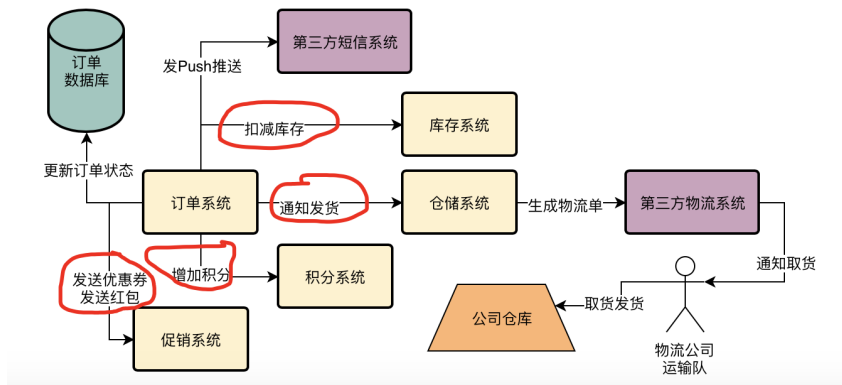 订单
数据库
第三方短信系统
发Push推送
扣减库存
库存系统
更新订单状态
订单系统
通知发货
仓储系统
生成物流单
第三方物流系统
增加积分
积分系统
发送优惠券
发送红包
通知取货
取货发货
公司仓库
促销系统
物流公司
运输队